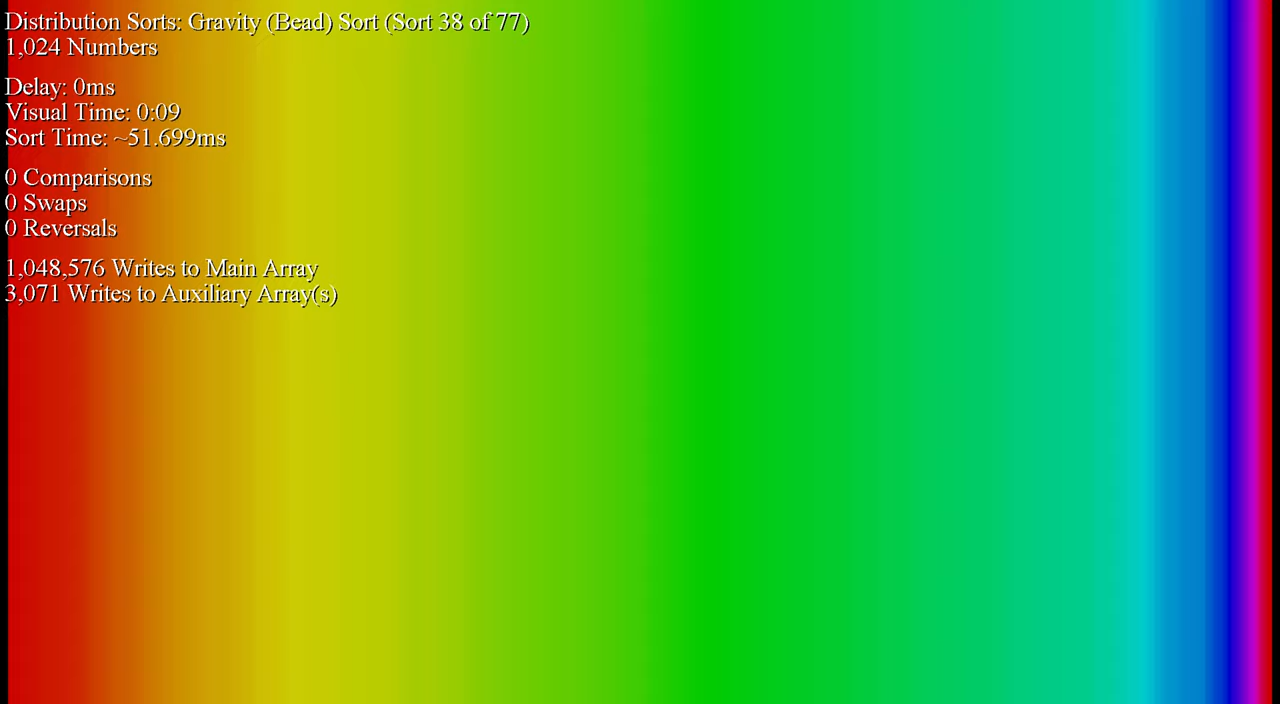 Distribution Sorts: Gravity (Bead) Sort (Sort 38 of 77)
1,024 Numbers
Delay: 0ms
Visual Time: 0:09
Sort Time: ~51.699ms
0 Comparisons
0 Swaps
0 Reversals
1,048,576 Writes to Main Array
3,071 Writes to Auxiliary Array(s)